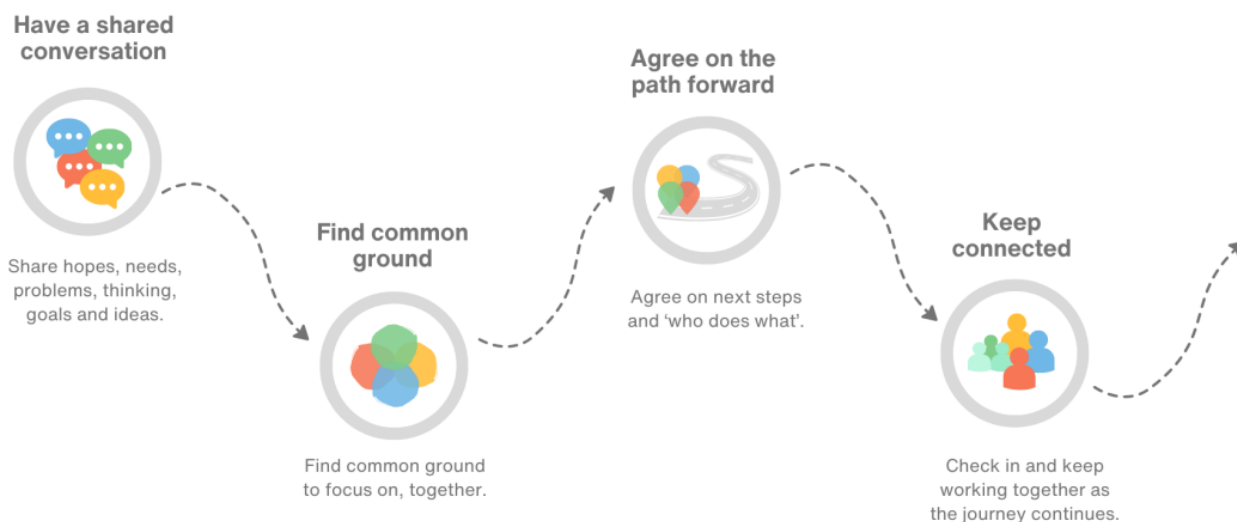 Have a shared
conversation
Share hopes, needs,
problems, thinking,
goals and ideas.
Find common
ground
Find common ground
to focus on, together.
Agree on the
path forward
Agree on next steps
and ‘who does what’.
Keep
connected
Check in and keep
working together as
the journey continues.